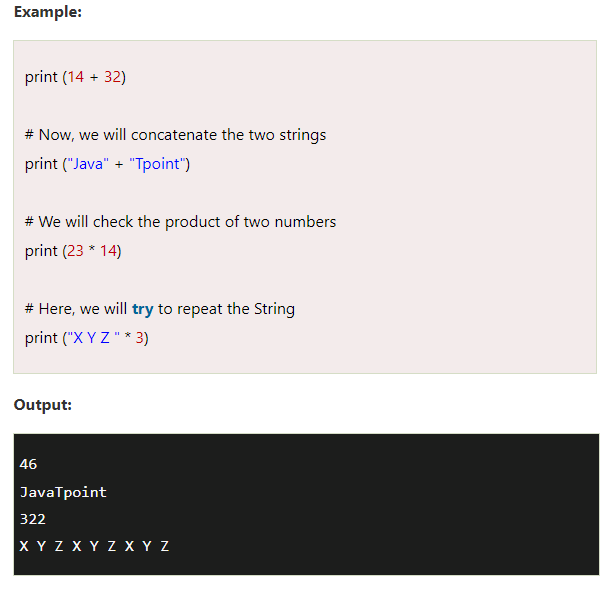 Example:
print (14 + 32)
# Now, we will concatenate the two strings
print ("Java" + "Tpoint")
# We will check the product of two numbers
print (23 * 14)
# Here, we will try to repeat the String
print ("X Y Z " * 3)
Output:
46
JavaTpoint
322
X Y Z X Y Z X Y Z